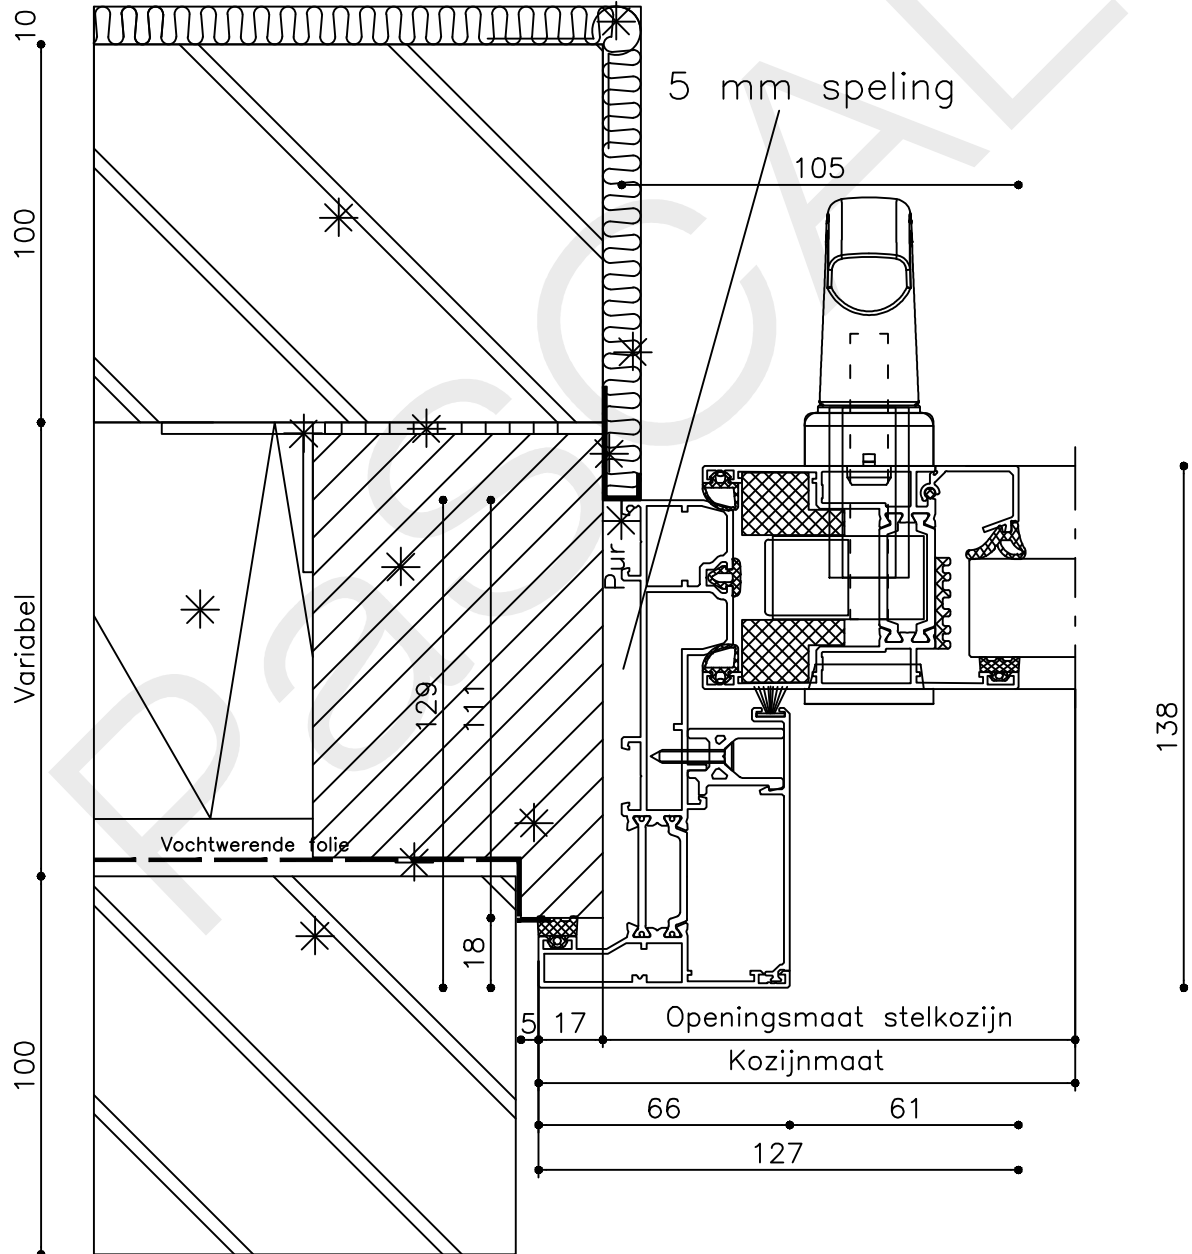 10
5 mm speling
105
100
Pur
Variabel
129
111
138
Vochtwerende folie
18
5
17
Openingsmaat stelkozijn
Kozijnmaat
100
66
61
127
PaSCAL